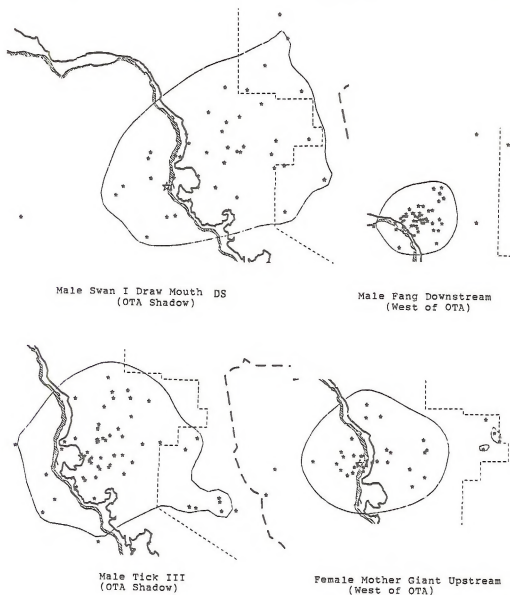 Male Swan I Draw Mouth DS
(OTA Shadow)
Male Fang Downstream
(West of OTA)
Male Tick III
(OTA Shadow)
Female Mother Giant Upstream
(West of OTA)